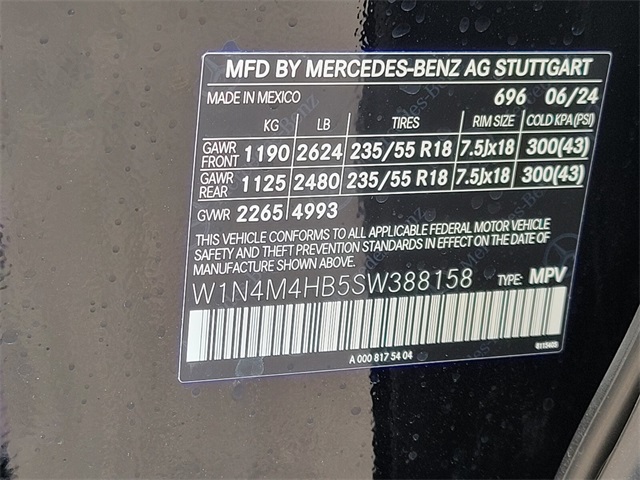 MFD BY MERCEDES-BENZ AG STUTTGART
MADE IN MEXICO 696 06/24
KG LB TIRES RIM SIZE COLD KPA (PSI)
GAWR FRONT 1190 2624 235/55 R18 7.5Jx18 300(43)
GAWR REAR 1125 2480 235/55 R18 7.5Jx18 300(43)
GVWR 2265 4993
THIS VEHICLE CONFORMS TO ALL APPLICABLE FEDERAL MOTOR VEHICLE
SAFETY AND THEFT PREVENTION STANDARDS IN EFFECT ON THE DATE OF
MANUFACTURE SHOWN ABOVE.
W1N4M4HB5SW388158 TYPE: MPV
A 000 817 54 04